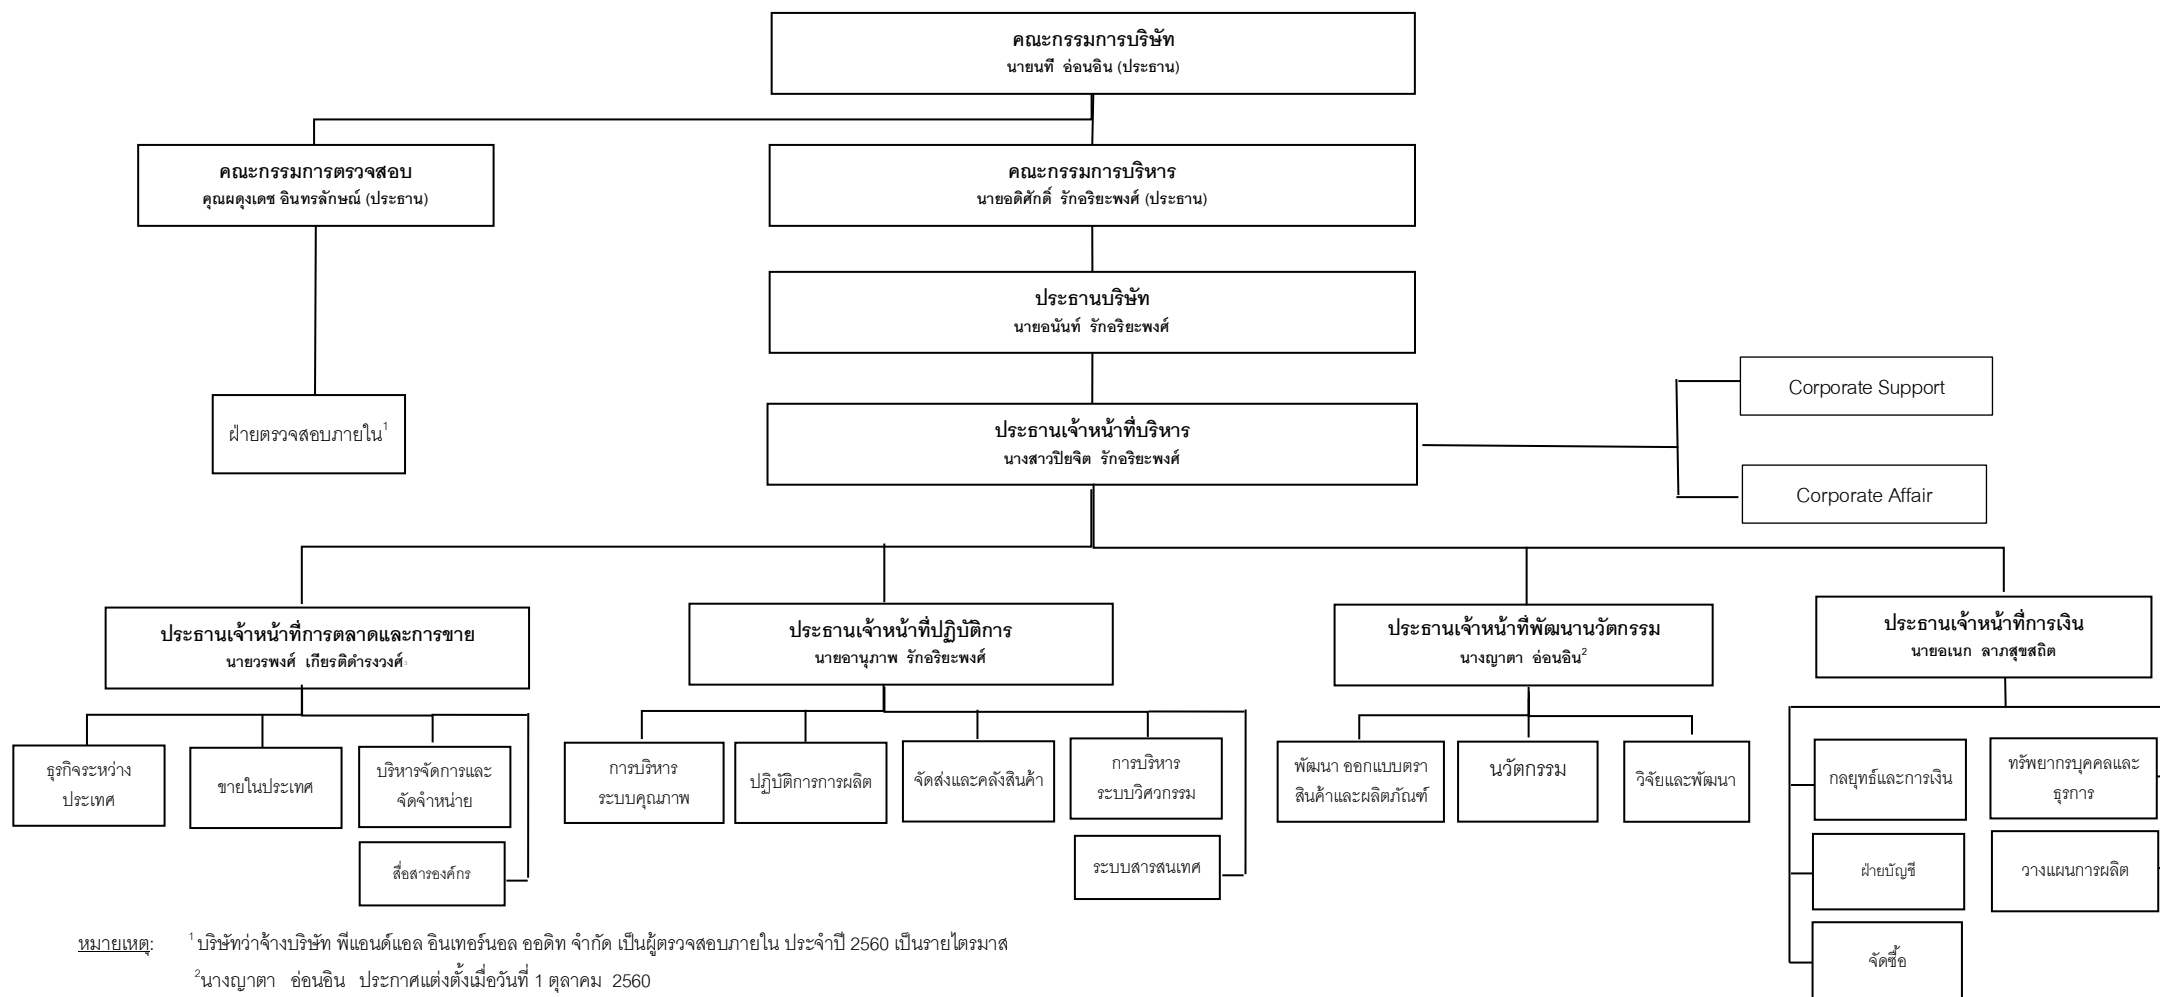 คณะกรรมการบริษัท
นายนที อ่อนอิน (ประธาน)
คณะกรรมการตรวจสอบ
คุณผดุงเดช อินทรลักษณ์ (ประธาน)
คณะกรรมการบริหาร
นายอดิศักดิ์ รักอริยะพงศ์ (ประธาน)
ประธานบริษัท
นายอนันท์ รักอริยะพงศ์
Corporate Support
ฝ่ายตรวจสอบภายใน¹
ประธานเจ้าหน้าที่บริหาร
นางสาวปิยจิต รักอริยะพงศ์
Corporate Affair
ประธานเจ้าหน้าที่การตลาดและการขาย
นายวรพงศ์ เกียรติดำรงวงศ์
ประธานเจ้าหน้าที่ปฏิบัติการ
นายอานุภาพ รักอริยะพงศ์
ประธานเจ้าหน้าที่พัฒนานวัตกรรม
นางญาตา อ่อนอิน²
ประธานเจ้าหน้าที่การเงิน
นายอเนก ลาภสุขสถิต
ธุรกิจระหว่าง
ประเทศ
ขายในประเทศ
บริหารจัดการและ
จัดจำหน่าย
สื่อสารองค์กร
การบริหาร
ระบบคุณภาพ
ปฏิบัติการการผลิต
จัดส่งและคลังสินค้า
การบริหาร
ระบบวิศวกรรม
ระบบสารสนเทศ
พัฒนา ออกแบบตรา
สินค้าและผลิตภัณฑ์
นวัตกรรม
วิจัยและพัฒนา
กลยุทธ์และการเงิน
ทรัพยากรบุคคลและ
ธุรการ
ฝ่ายบัญชี
วางแผนการผลิต
จัดซื้อ
หมายเหตุ: ¹ บริษัทว่าจ้างบริษัท พีแอนด์แอล อินเทอร์นอล ออดิท จำกัด เป็นผู้ตรวจสอบภายใน ประจำปี 2560 เป็นรายไตรมาส
²นางญาตา อ่อนอิน ประกาศแต่งตั้งเมื่อวันที่ 1 ตุลาคม 2560